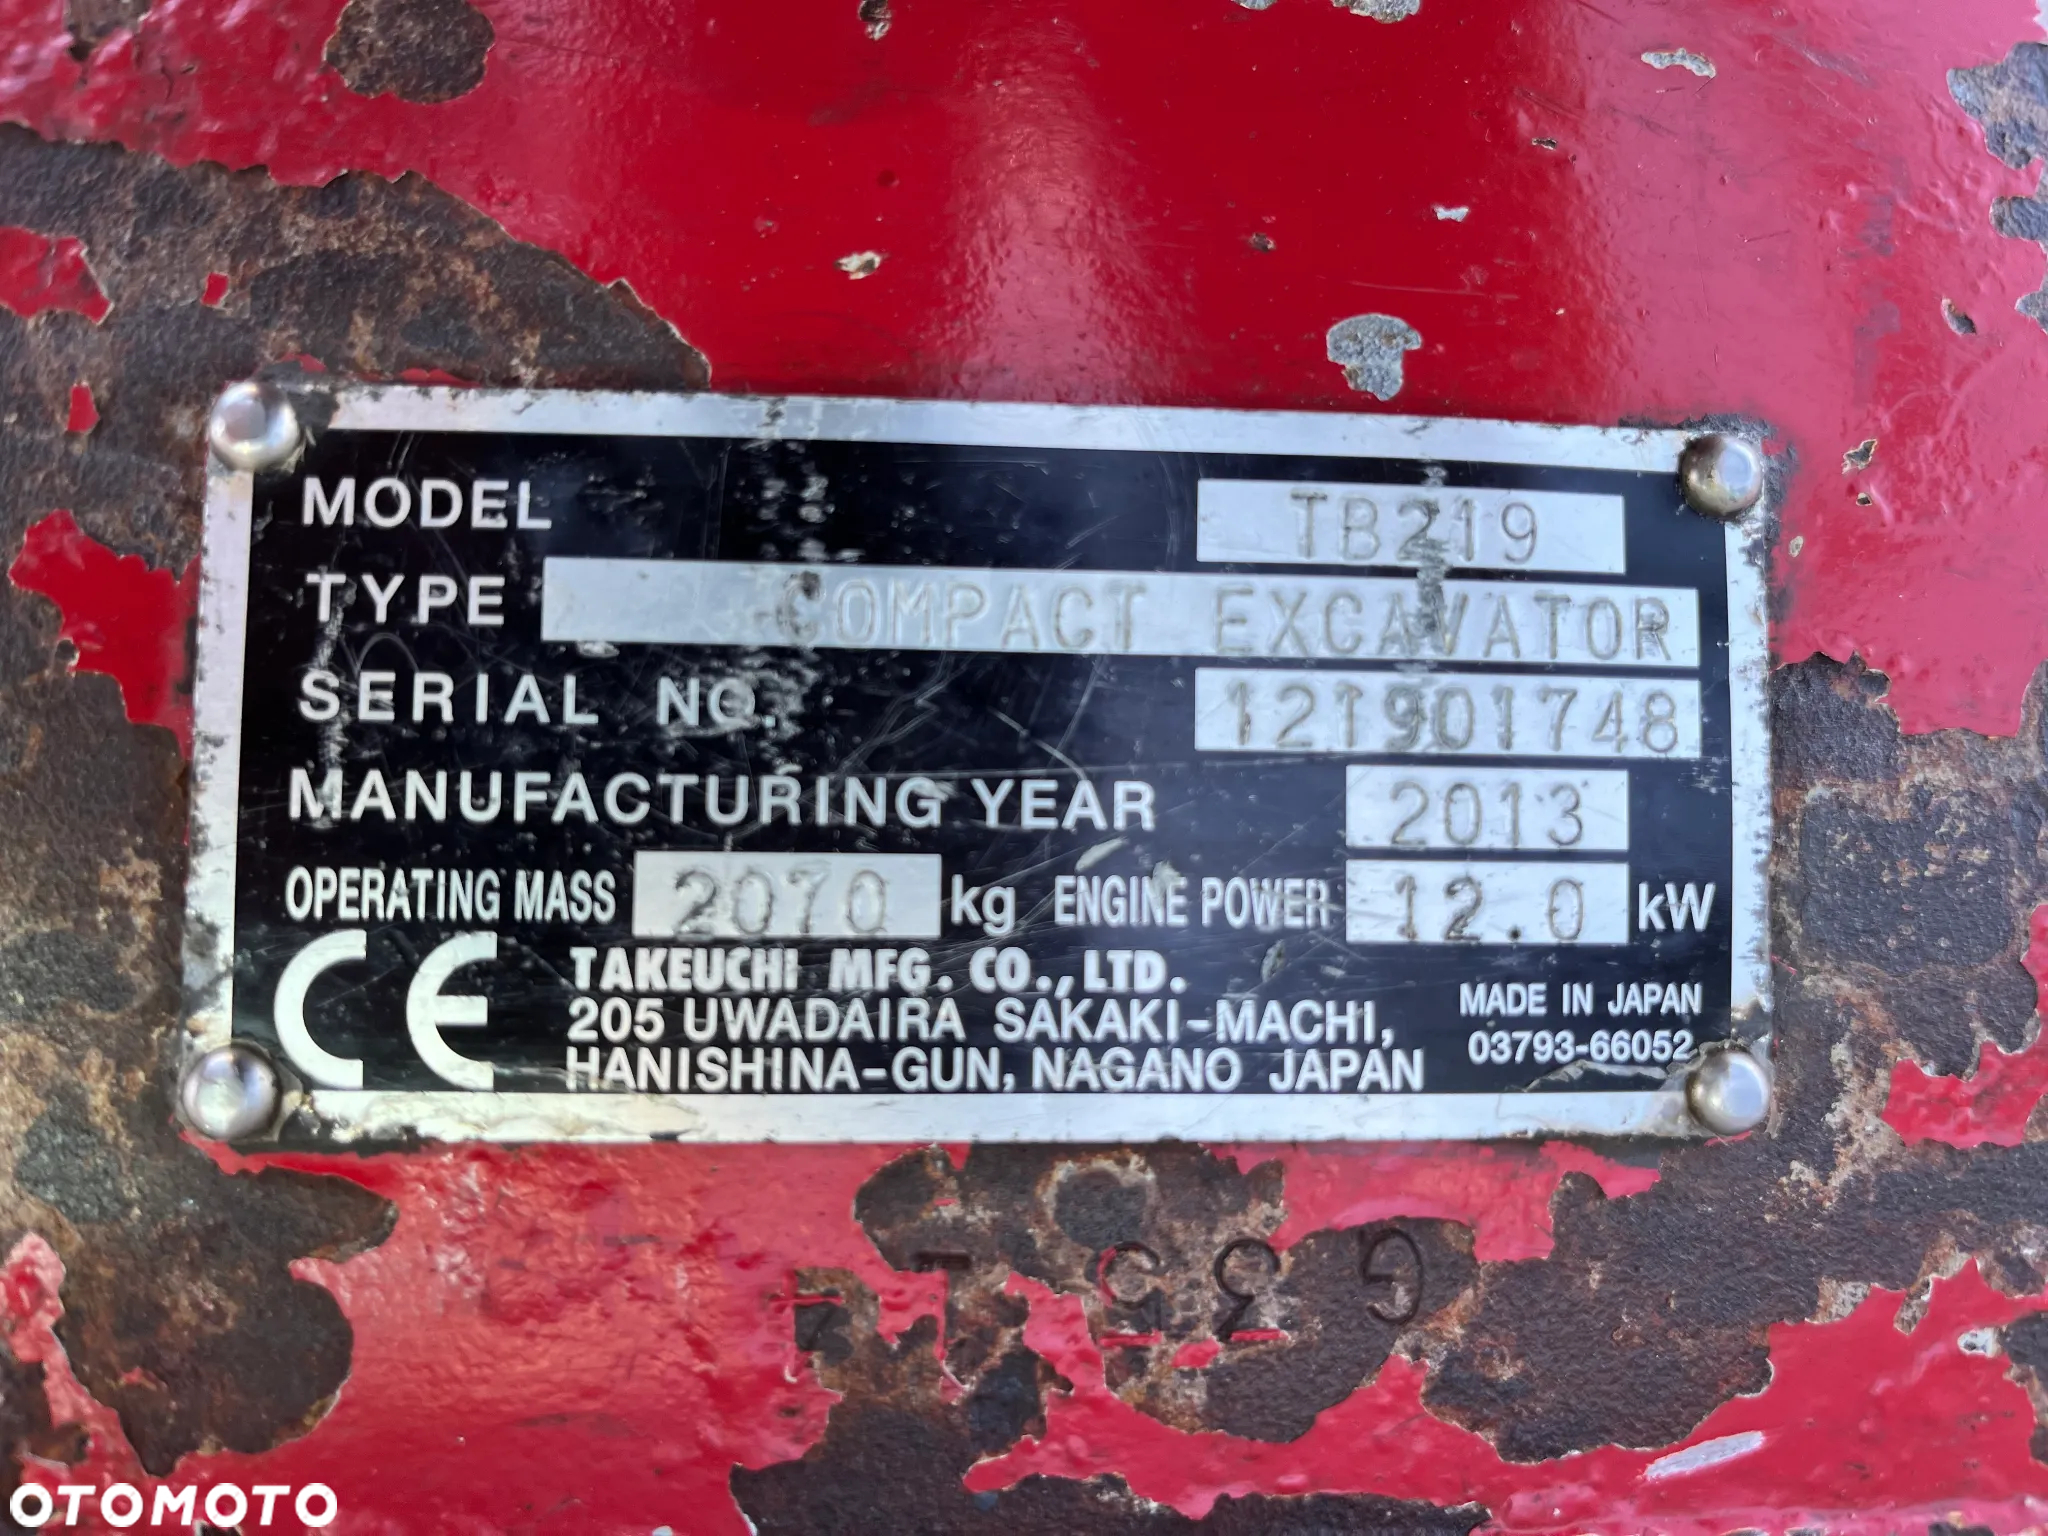 MODEL TB219
TYPE COMPACT EXCAVATOR
SERIAL NO. 121901748
MANUFACTURING YEAR 2013
OPERATING MASS 2070 kg ENGINE POWER 12.0 kW
CE TAKEUCHI MFG. CO., LTD.
205 UWADAIRA SAKAKI-MACHI,
HANISHINA-GUN, NAGANO JAPAN
MADE IN JAPAN
03793-66052
OTOMOTO